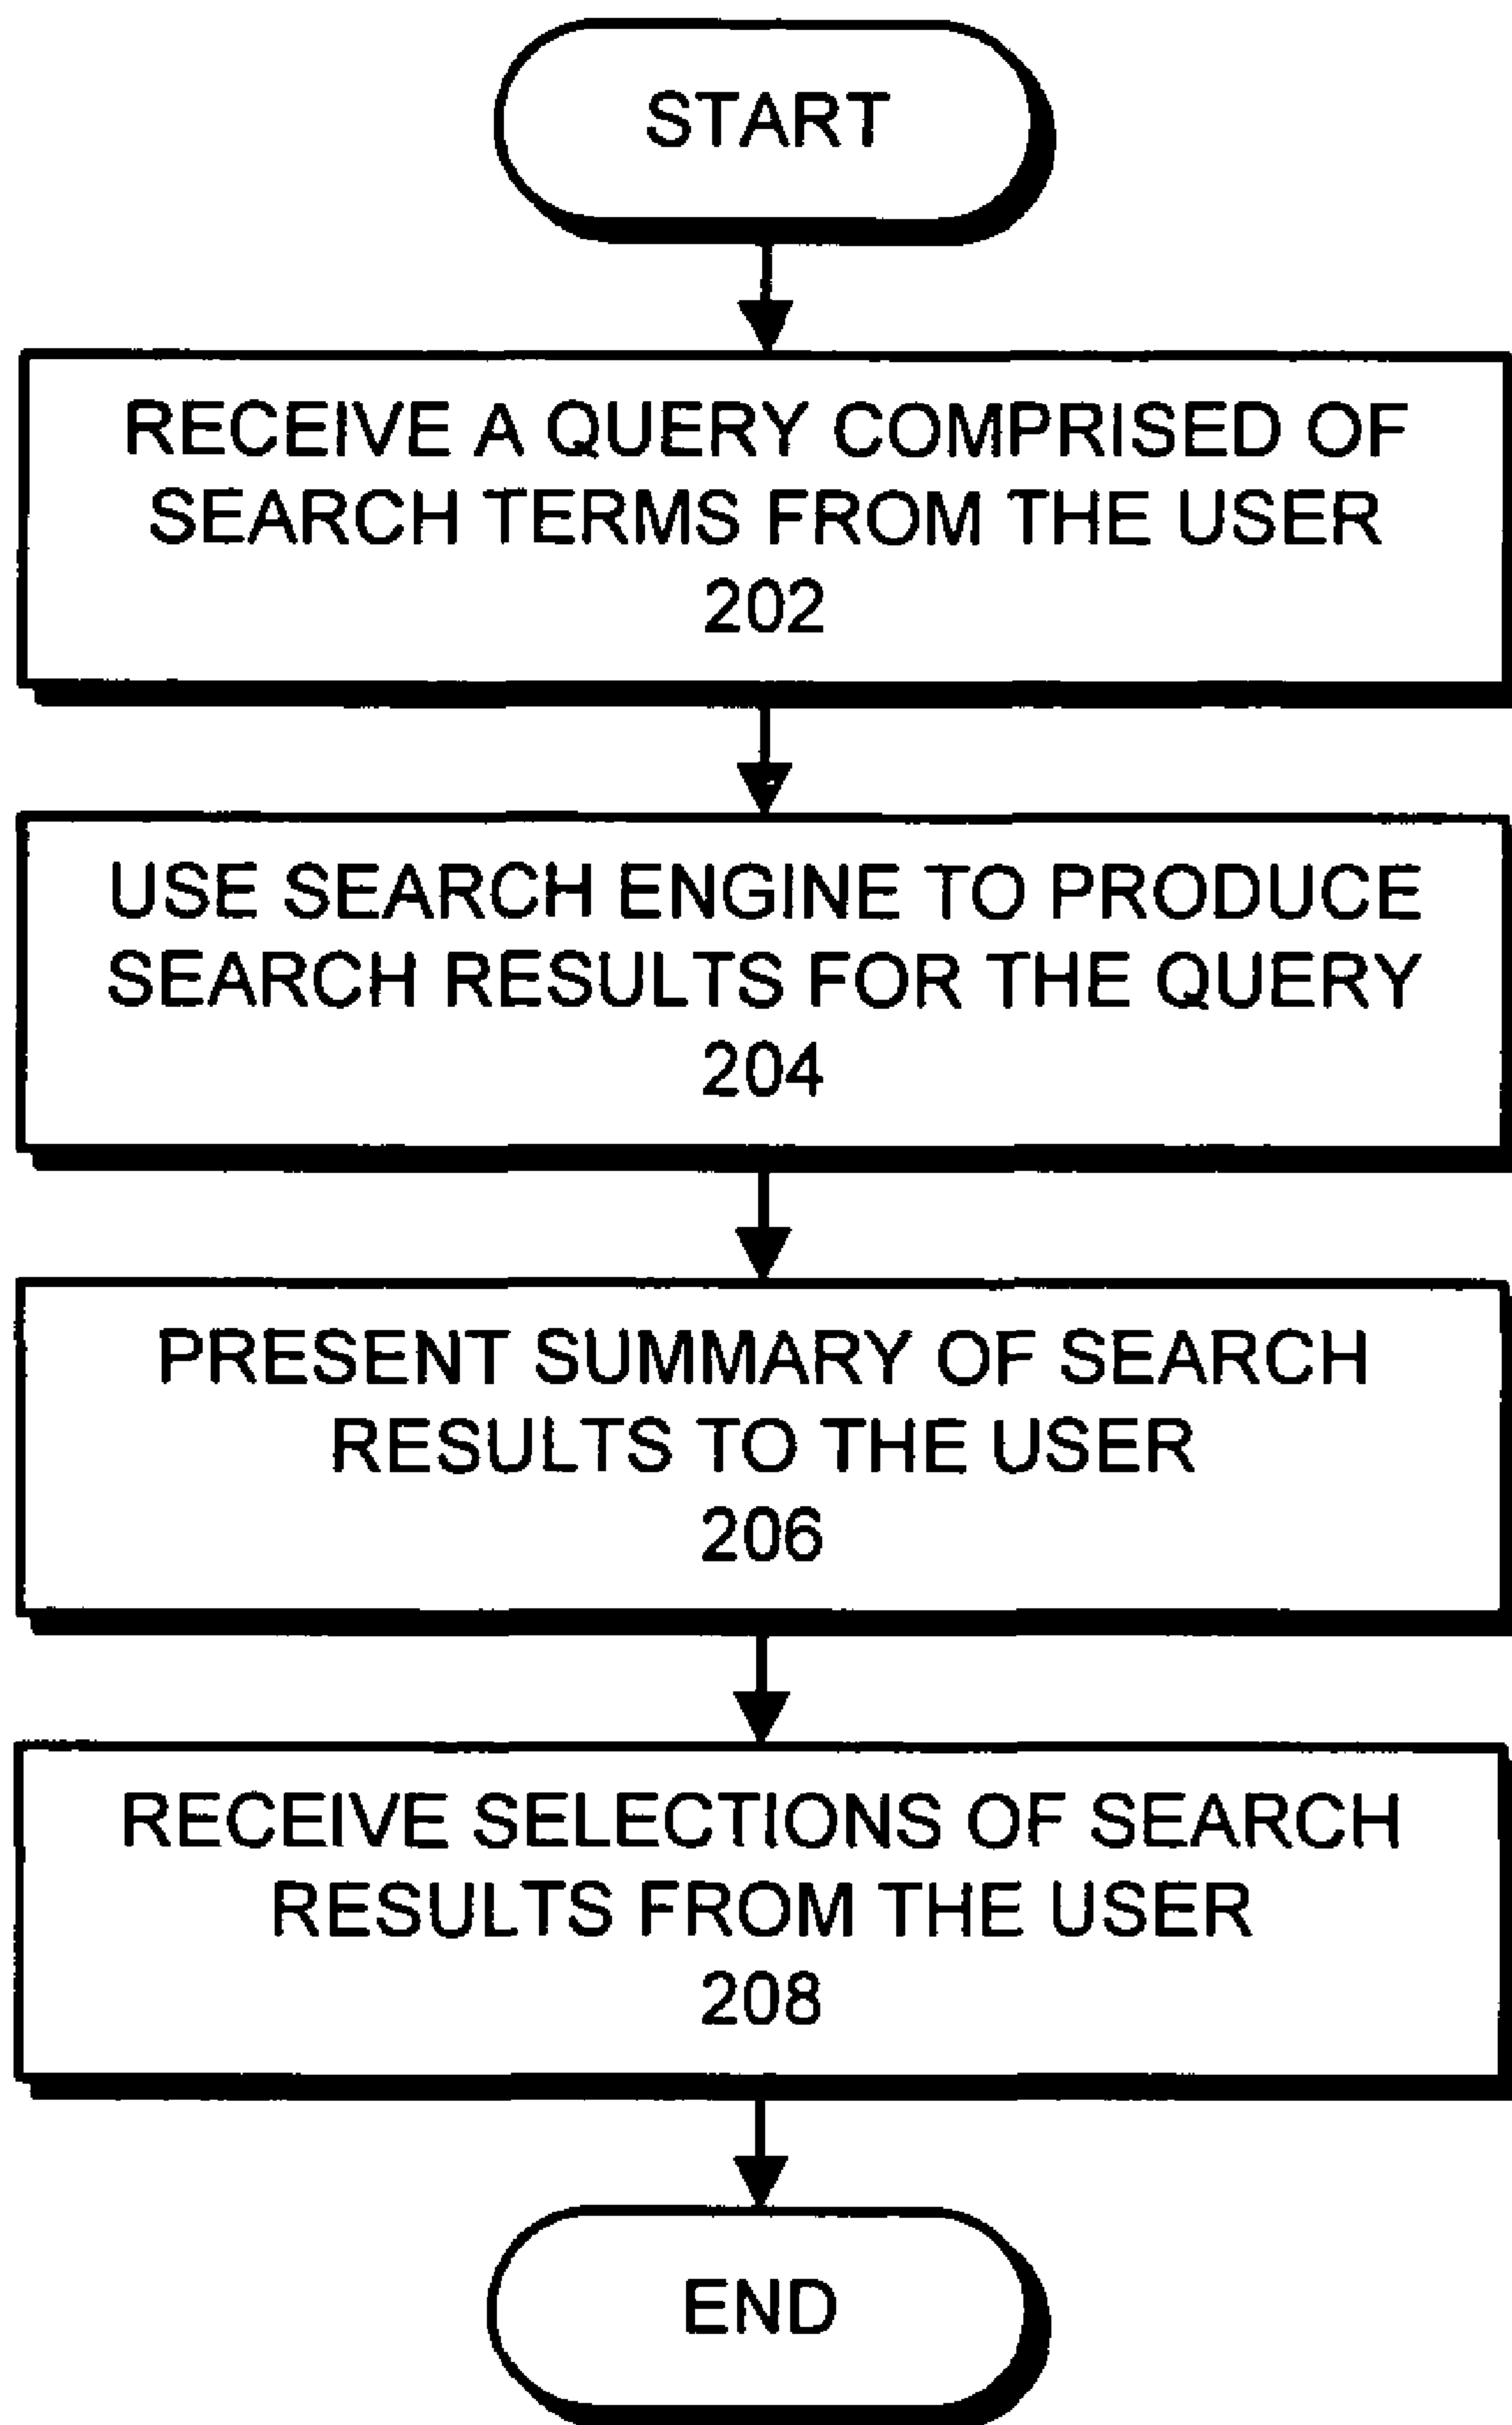 START
RECEIVE A QUERY COMPRISED OF
SEARCH TERMS FROM THE USER
202
USE SEARCH ENGINE TO PRODUCE
SEARCH RESULTS FOR THE QUERY
204
PRESENT SUMMARY OF SEARCH
RESULTS TO THE USER
206
RECEIVE SELECTIONS OF SEARCH
RESULTS FROM THE USER
208
END